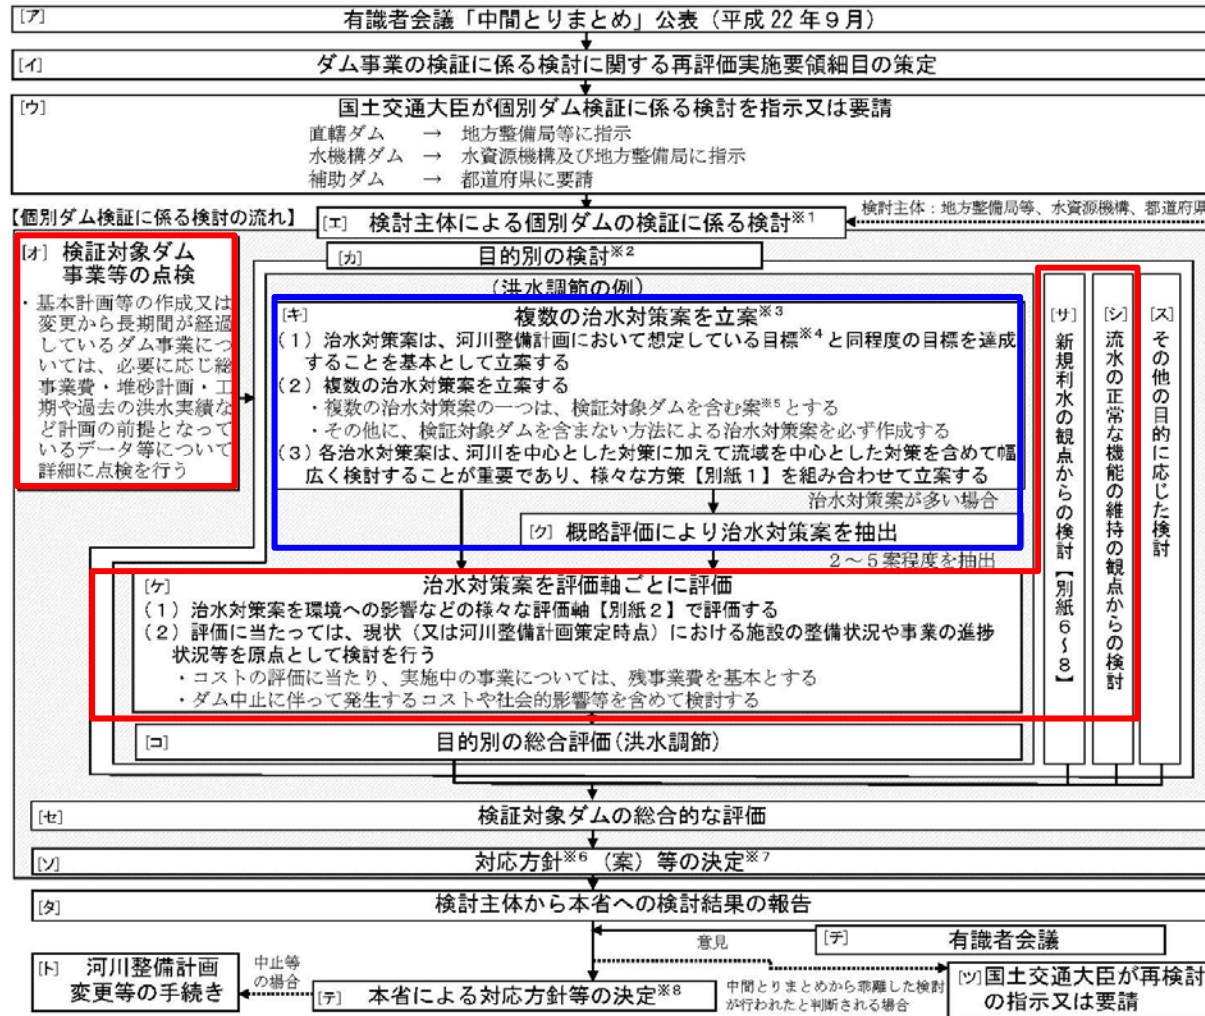 [ア] 有識者会議「中間とりまとめ」公表（平成22年９月）
[イ] ダム事業の検証に係る検討に関する再評価実施要領細目の策定
[ウ] 国土交通大臣が個別ダム検証に係る検討を指示又は要請
直轄ダム → 地方整備局等に指示
水機構ダム → 水資源機構及び地方整備局に指示
補助ダム → 都道府県に要請
【個別ダム検証に係る検討の流れ】
[エ] 検討主体による個別ダムの検証に係る検討※1
検討主体：地方整備局等、水資源機構、都道府県
[オ] 検証対象ダム
事業等の点検
・基本計画等の作成又は
変更から長期間が経過
しているダム事業につ
いては、必要に応じ総
事業費・堆砂計画・工
期や過去の洪水実績な
ど計画の前提となって
いるデータ等について
詳細に点検を行う
[カ] 目的別の検討※2
（洪水調節の例）
[キ] 複数の治水対策案を立案※3
（１）治水対策案は、河川整備計画において想定している目標※4と同程度の目標を達成
することを基本として立案する
（２）複数の治水対策案を立案する
・複数の治水対策案の一つは、検証対象ダムを含む案※5とする
・その他に、検証対象ダムを含まない方法による治水対策案を必ず作成する
（３）各治水対策案は、河川を中心とした対策に加えて流域を中心とした対策を含めて幅
広く検討することが重要であり、様々な方策【別紙１】を組み合わせて立案する
治水対策案が多い場合
[ク] 概略評価により治水対策案を抽出
２～５案程度を抽出
[ケ] 治水対策案を評価軸ごとに評価
（１）治水対策案を環境への影響などの様々な評価軸【別紙２】で評価する
（２）評価に当たっては、現状（又は河川整備計画策定時点）における施設の整備状況や事業の進捗
状況等を原点として検討を行う
・コストの評価に当たり、実施中の事業については、残事業費を基本とする
・ダム中止に伴って発生するコストや社会的影響等を含めて検討する
[コ] 目的別の総合評価（洪水調節）
[サ] 新規利水の観点からの検討【別紙６～８】
[シ] 流水の正常な機能の維持の観点からの検討
[ス] その他の目的に応じた検討
[セ] 検証対象ダムの総合的な評価
[ソ] 対応方針※6（案）等の決定※7
[タ] 検討主体から本省への検討結果の報告
意見
[チ] 有識者会議
[ト] 河川整備計画
変更等の手続き
中止等
の場合
[テ] 本省による対応方針等の決定※8
中間とりまとめから乖離した検討
が行われたと判断される場合
[ツ] 国土交通大臣が再検討
の指示又は要請